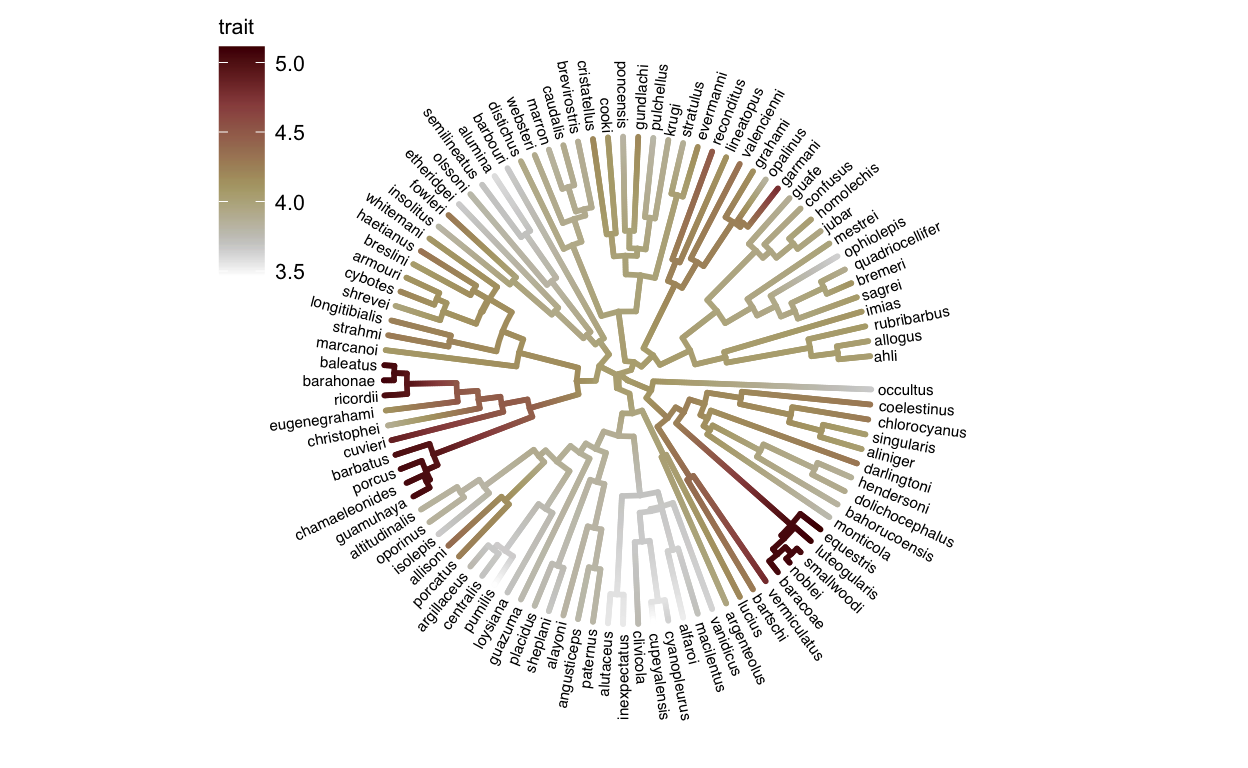 trait
5.0
4.5
4.0
3.5
semilineatus
alumina
barbouri
distichus
websteri
marron
caudalis
brevirostris
cristatellus
cooki
poncensis
gundlachi
pulchellus
krugi
stratulus
evermanni
reconditus
lineatopus
valencienni
grahami
opalinus
garmani
guafe
confusus
homolechis
jubar
mestrei
ophiolepis
quadriocellifer
bremeri
sagrei
imias
rubribarbus
allogus
ahli
occultus
coelestinus
chlorocyanus
singularis
aliniger
darlingtoni
hendersoni
dolichocephalus
bahorucoensis
monticola
equestris
luteogularis
smallwoodi
noblei
baracoae
vermiculatus
bartschi
lucius
argenteolus
vanidicus
macilentus
alfaroi
cyanopleurus
cupeyalensis
clivicola
inexpectatus
alutaceus
paternus
angusticeps
alayoni
sheplani
placidus
guazuma
loysiana
pumilis
centralis
argillaceus
porcatus
allisoni
isolepis
oporinus
altitudinalis
guamuhaya
chamaeleonides
porcus
barbatus
cuvieri
christophei
eugenegrahami
ricordii
barahonae
baleatus
marcanoi
strahmi
longitibialis
shrevei
cybotes
armouri
breslini
haetianus
whitemani
insolitus
fowleri
etheridgei
olssoni